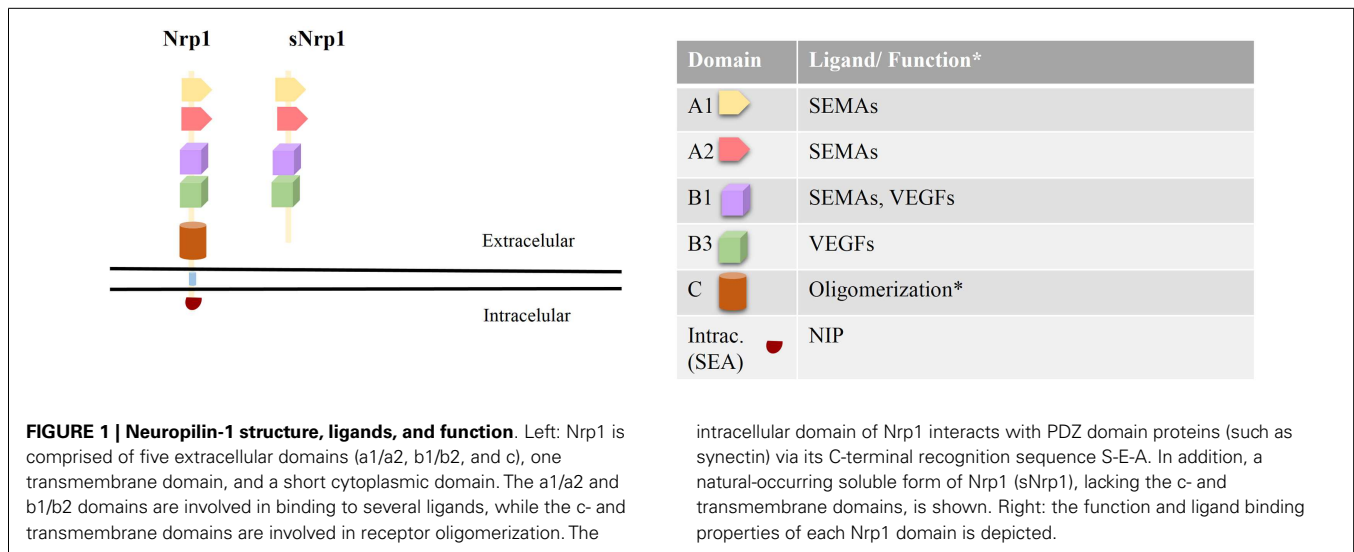 Nrp1 sNrp1
Extracelular
Intracelular
Domain Ligand/ Function*
A1 SEMAs
A2 SEMAs
B1 SEMAs, VEGFs
B3 VEGFs
C Oligomerization*
Intrac. NIP
(SEA)
FIGURE 1 | Neuropilin-1 structure, ligands, and function. Left: Nrp1 is
comprised of five extracellular domains (a1/a2, b1/b2, and c), one
transmembrane domain, and a short cytoplasmic domain. The a1/a2 and
b1/b2 domains are involved in binding to several ligands, while the c- and
transmembrane domains are involved in receptor oligomerization. The
intracellular domain of Nrp1 interacts with PDZ domain proteins (such as
synectin) via its C-terminal recognition sequence S-E-A. In addition, a
natural-occurring soluble form of Nrp1 (sNrp1), lacking the c- and
transmembrane domains, is shown. Right: the function and ligand binding
properties of each Nrp1 domain is depicted.